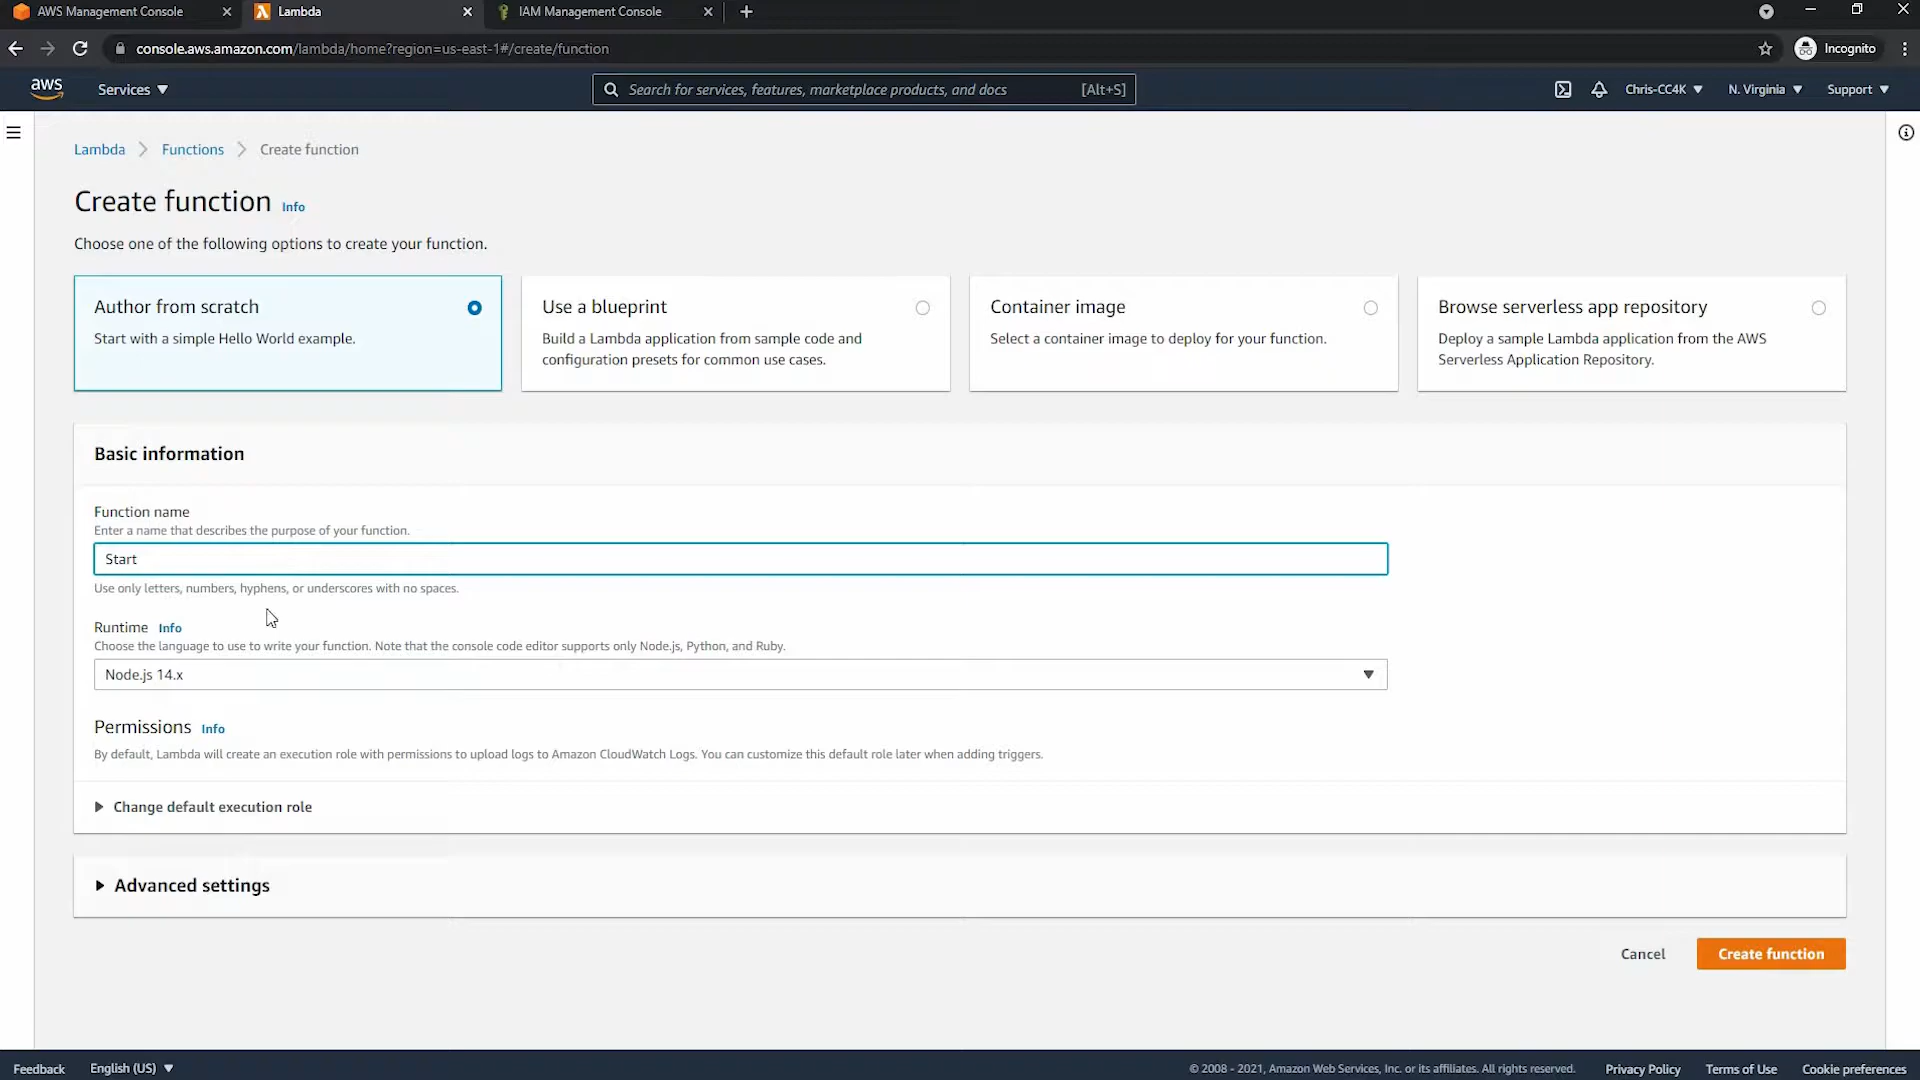 AWS Management Console
Lambda
IAM Management Console
console.aws.amazon.com/lambda/home?region=us-east-1#/create/function
Incognito
aws
Services
Search for services, features, marketplace products, and docs
[Alt+S]
Chris-CC4K
N. Virginia
Support
Lambda
Functions
Create function
Create function Info
Choose one of the following options to create your function.
Author from scratch
Start with a simple Hello World example.
Use a blueprint
Build a Lambda application from sample code and
configuration presets for common use cases.
Container image
Select a container image to deploy for your function.
Browse serverless app repository
Deploy a sample Lambda application from the AWS
Serverless Application Repository.
Basic information
Function name
Enter a name that describes the purpose of your function.
Start
Use only letters, numbers, hyphens, or underscores with no spaces.
Runtime Info
Choose the language to use to write your function. Note that the console code editor supports only Node.js, Python, and Ruby.
Node.js 14.x
Permissions Info
By default, Lambda will create an execution role with permissions to upload logs to Amazon CloudWatch Logs. You can customize this default role later when adding triggers.
Change default execution role
Advanced settings
Cancel
Create function
Feedback
English (US)
© 2008 - 2021, Amazon Web Services, Inc. or its affiliates. All rights reserved.
Privacy Policy
Terms of Use
Cookie preferences